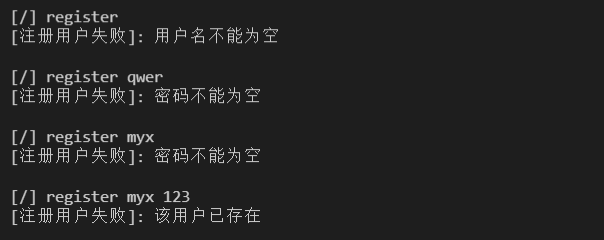 [/] register
[注册用户失败]: 用户名不能为空
[/] register qwer
[注册用户失败]: 密码不能为空
[/] register myx
[注册用户失败]: 密码不能为空
[/] register myx 123
[注册用户失败]: 该用户已存在